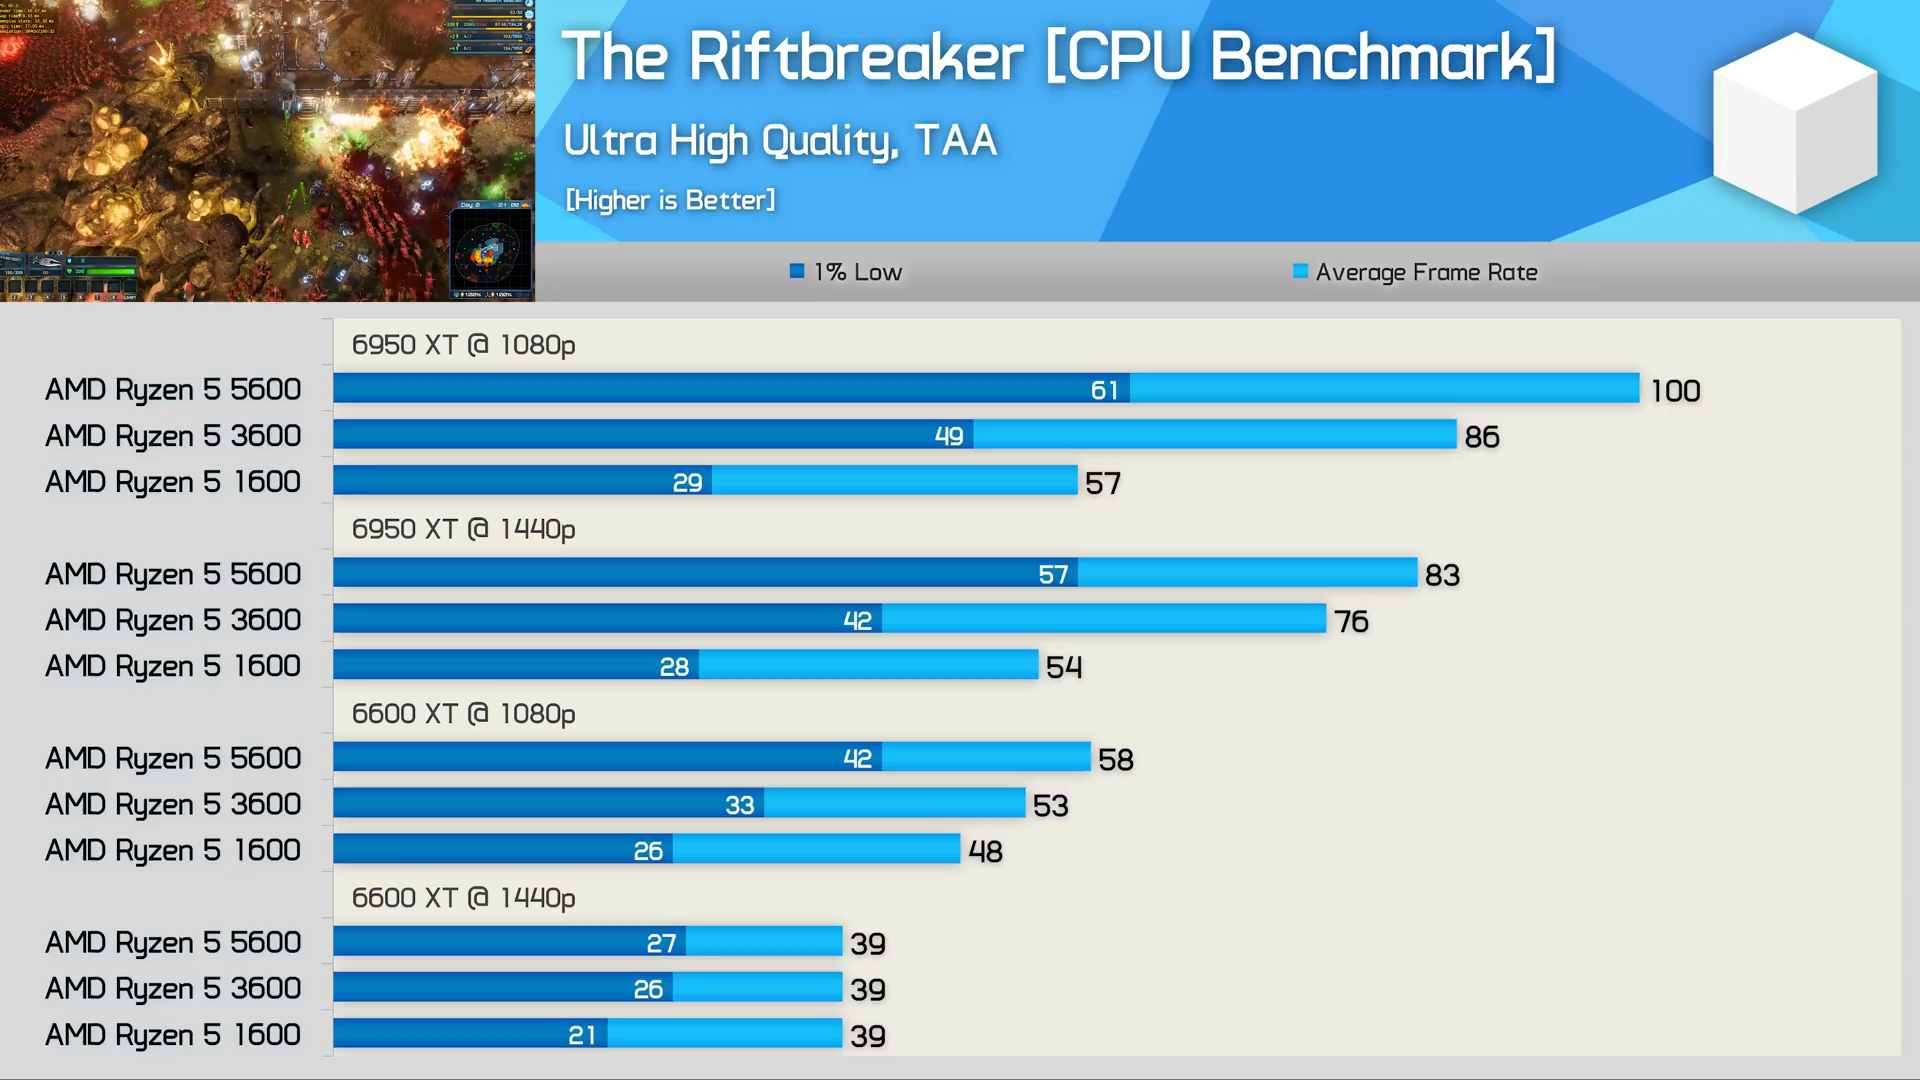 The Riftbreaker [CPU Benchmark]
Ultra High Quality, TAA
[Higher is Better]
1% Low
Average Frame Rate
6950 XT @ 1080p
AMD Ryzen 5 5600 61 100
AMD Ryzen 5 3600 49 86
AMD Ryzen 5 1600 29 57
6950 XT @ 1440p
AMD Ryzen 5 5600 57 83
AMD Ryzen 5 3600 42 76
AMD Ryzen 5 1600 28 54
6600 XT @ 1080p
AMD Ryzen 5 5600 42 58
AMD Ryzen 5 3600 33 53
AMD Ryzen 5 1600 26 48
6600 XT @ 1440p
AMD Ryzen 5 5600 27 39
AMD Ryzen 5 3600 26 39
AMD Ryzen 5 1600 21 39